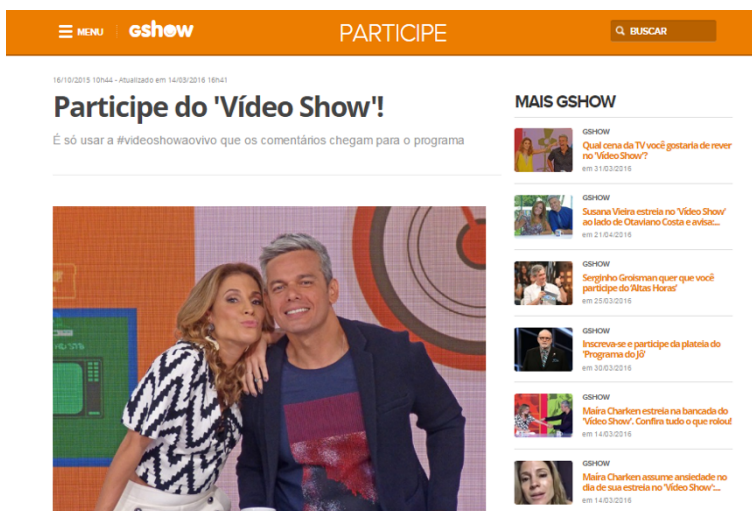 MENU
gshow
PARTICIPE
BUSCAR
16/10/2015 10h44 - Atualizado em 14/03/2016 16h41
Participe do 'Vídeo Show'!
É só usar a #videoshowaovivo que os comentários chegam para o programa
MAIS GSHOW
GSHOW
Qual cena da TV você gostaria de rever
no 'Vídeo Show'?
em 31/03/2016
GSHOW
Susana Vieira estreia no 'Vídeo Show'
ao lado de Otaviano Costa e avisa:...
em 21/04/2016
GSHOW
Serginho Groisman quer que você
participe do 'Altas Horas'
em 25/03/2016
GSHOW
Inscreva-se e participe da plateia do
'Programa do Jô'
em 30/03/2016
GSHOW
Maíra Charken estreia na bancada do
'Vídeo Show'. Confira tudo o que rolou!
em 14/03/2016
GSHOW
Maíra Charken assume ansiedade no
dia de sua estreia no 'Vídeo Show':...
em 14/03/2016